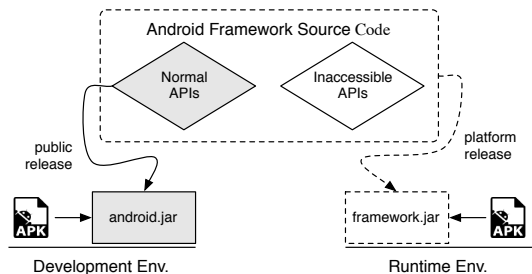 Android Framework Source Code
Normal
APIs
Inaccessible
APIs
public
release
platform
release
android.jar
framework.jar
APK
APK
Development Env.
Runtime Env.